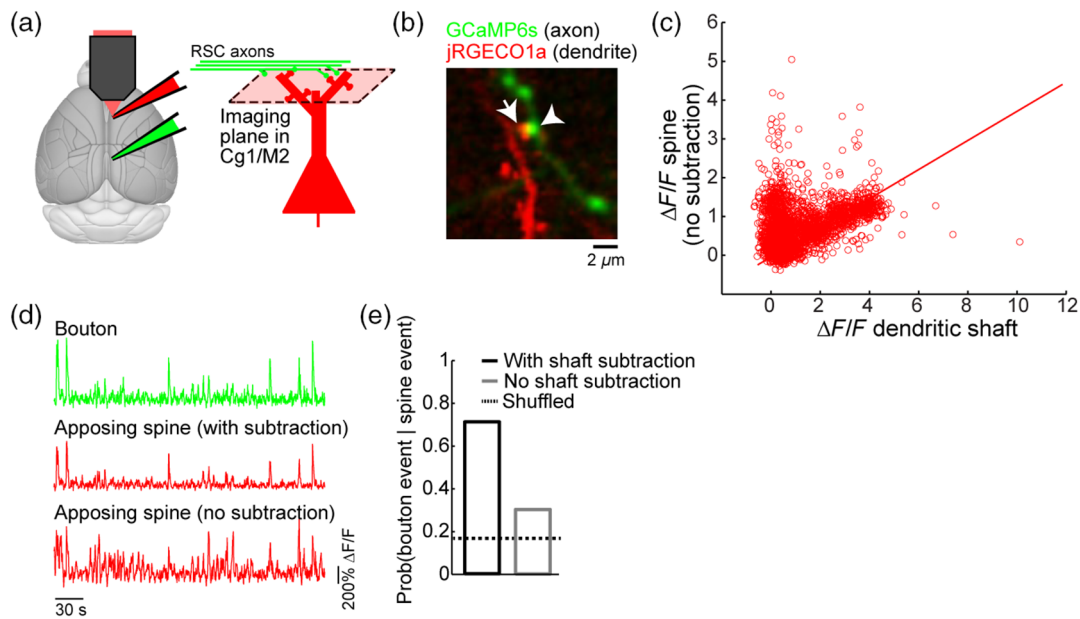 (a)
RSC axons
Imaging
plane in
Cg1/M2
(b)
GCaMP6s (axon)
jRGECO1a (dendrite)
2 µm
(c)
6
5
4
3
2
1
0
ΔF/F spine
(no subtraction)
0
2
4
6
8
10
12
ΔF/F dendritic shaft
(d)
Bouton
Apposing spine (with subtraction)
Apposing spine (no subtraction)
200% ΔF/F
30 s
(e)
Prob(bouton event | spine event)
1
0.8
0.6
0.4
0.2
0
With shaft subtraction
No shaft subtraction
Shuffled